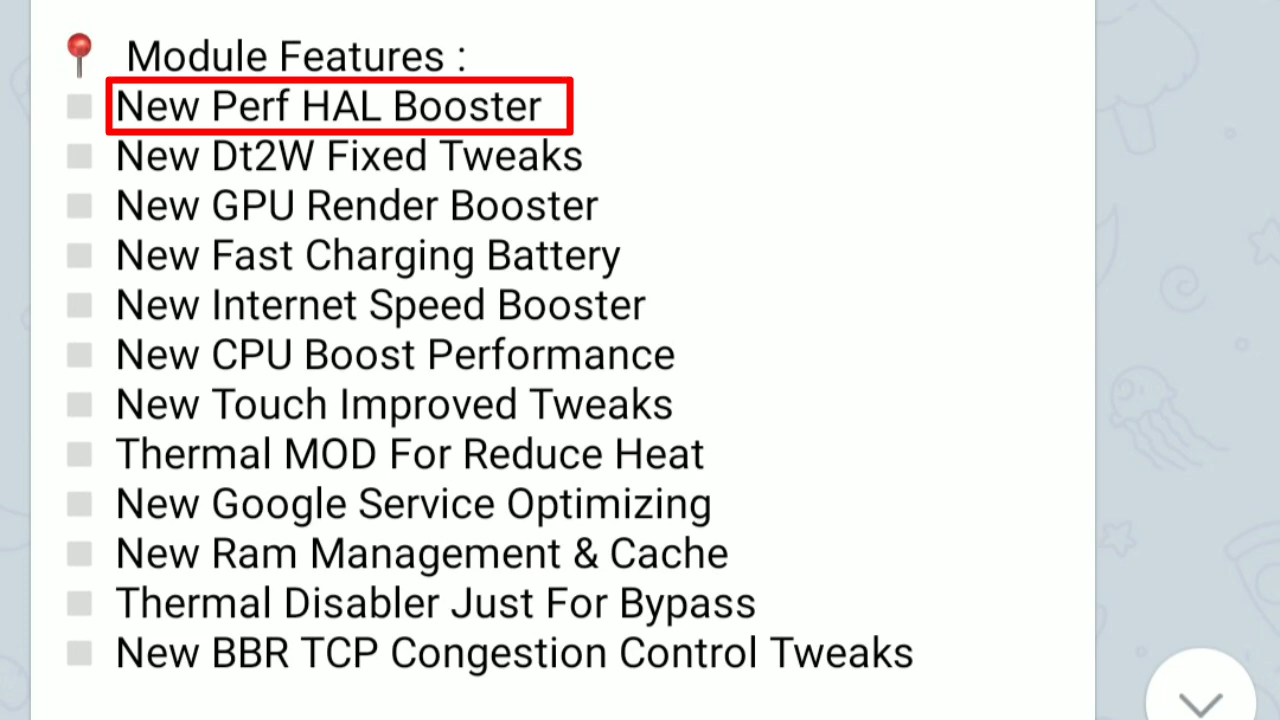 Module Features :
New Perf HAL Booster
New Dt2W Fixed Tweaks
New GPU Render Booster
New Fast Charging Battery
New Internet Speed Booster
New CPU Boost Performance
New Touch Improved Tweaks
Thermal MOD For Reduce Heat
New Google Service Optimizing
New Ram Management & Cache
Thermal Disabler Just For Bypass
New BBR TCP Congestion Control Tweaks